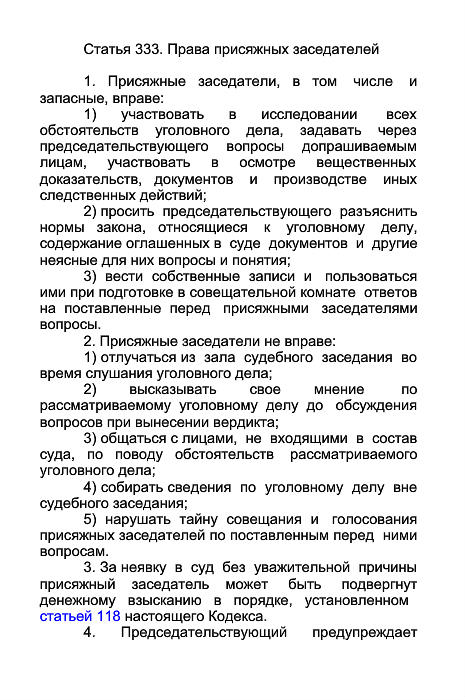 Статья 333. Права присяжных заседателей
1. Присяжные заседатели, в том числе и
запасные, вправе:
1) участвовать в исследовании всех
обстоятельств уголовного дела, задавать через
председательствующего вопросы допрашиваемым
лицам, участвовать в осмотре вещественных
доказательств, документов и производстве иных
следственных действий;
2) просить председательствующего разъяснить
нормы закона, относящиеся к уголовному делу,
содержание оглашенных в суде документов и другие
неясные для них вопросы и понятия;
3) вести собственные записи и пользоваться
ими при подготовке в совещательной комнате ответов
на поставленные перед присяжными заседателями
вопросы.
2. Присяжные заседатели не вправе:
1) отлучаться из зала судебного заседания во
время слушания уголовного дела;
2) высказывать свое мнение по
рассматриваемому уголовному делу до обсуждения
вопросов при вынесении вердикта;
3) общаться с лицами, не входящими в состав
суда, по поводу обстоятельств рассматриваемого
уголовного дела;
4) собирать сведения по уголовному делу вне
судебного заседания;
5) нарушать тайну совещания и голосования
присяжных заседателей по поставленным перед ними
вопросам.
3. За неявку в суд без уважительной причины
присяжный заседатель может быть подвергнут
денежному взысканию в порядке, установленном
статьей 118 настоящего Кодекса.
4. Председательствующий предупреждает